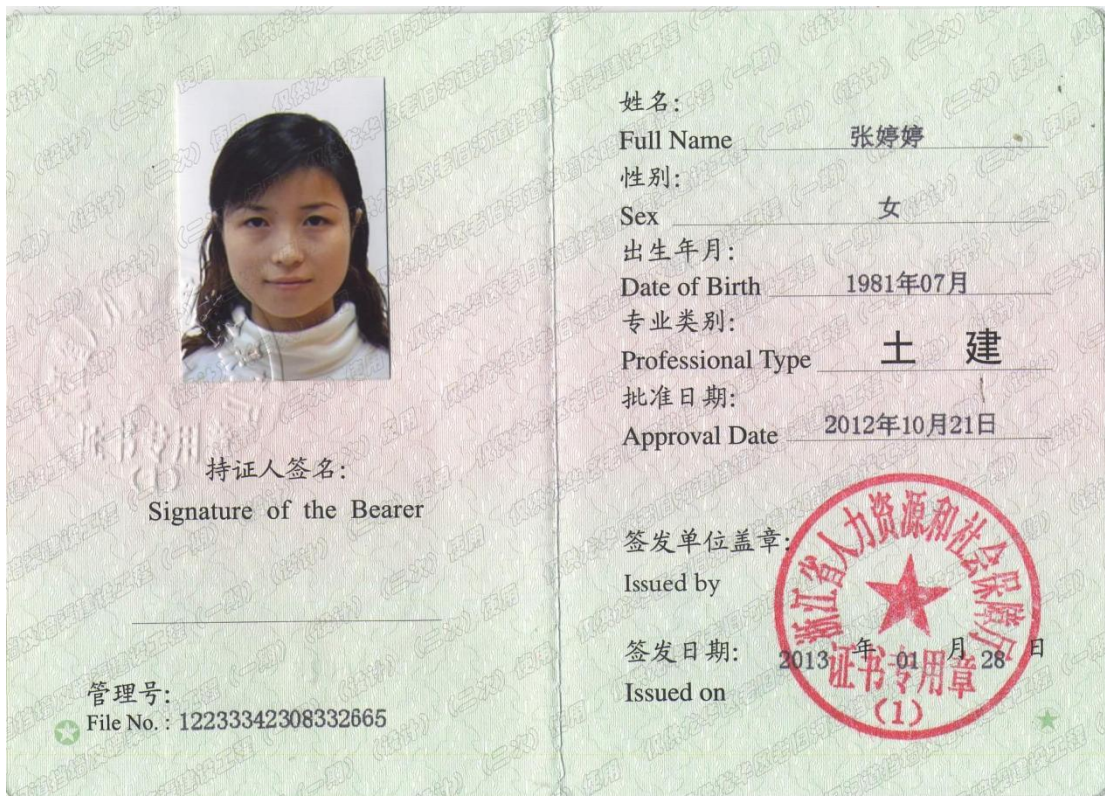 持证人签名:
Signature of the Bearer
管理号:
File No. : 12233342308332665
证书专用章
姓名:
Full Name 张婷婷
性别:
Sex 女
出生年月:
Date of Birth 1981年07月
专业类别:
Professional Type 土 建
批准日期:
Approval Date 2012年10月21日
签发单位盖章:
Issued by
浙江省人力资源和社会保障厅
证书专用章
(1)
签发日期: 2013 年 01 月 28 日
Issued on